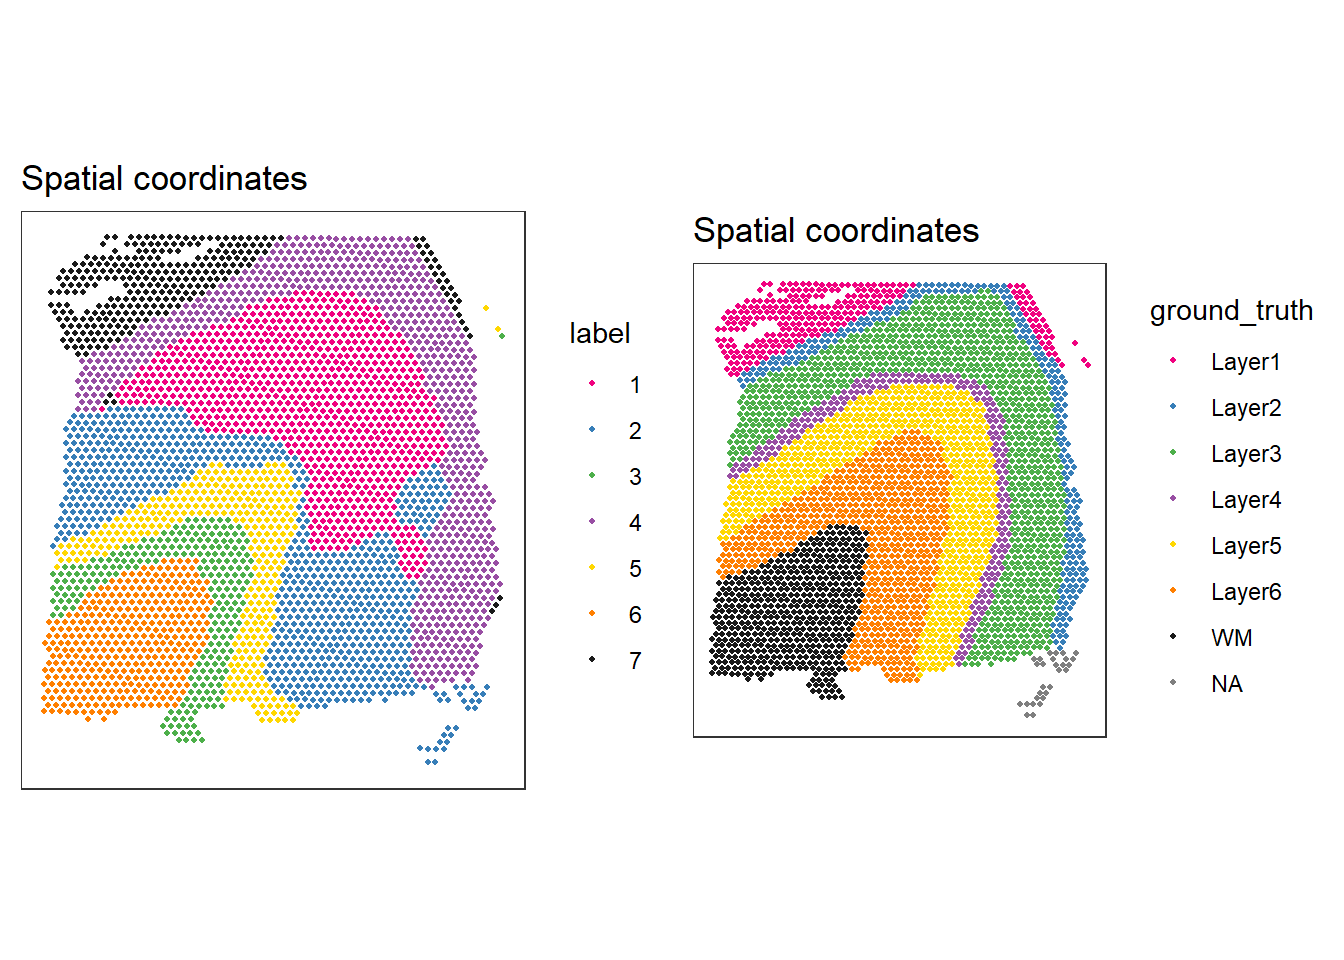 Spatial coordinates
label
1
2
3
4
5
6
7
Spatial coordinates
ground_truth
Layer1
Layer2
Layer3
Layer4
Layer5
Layer6
WM
NA